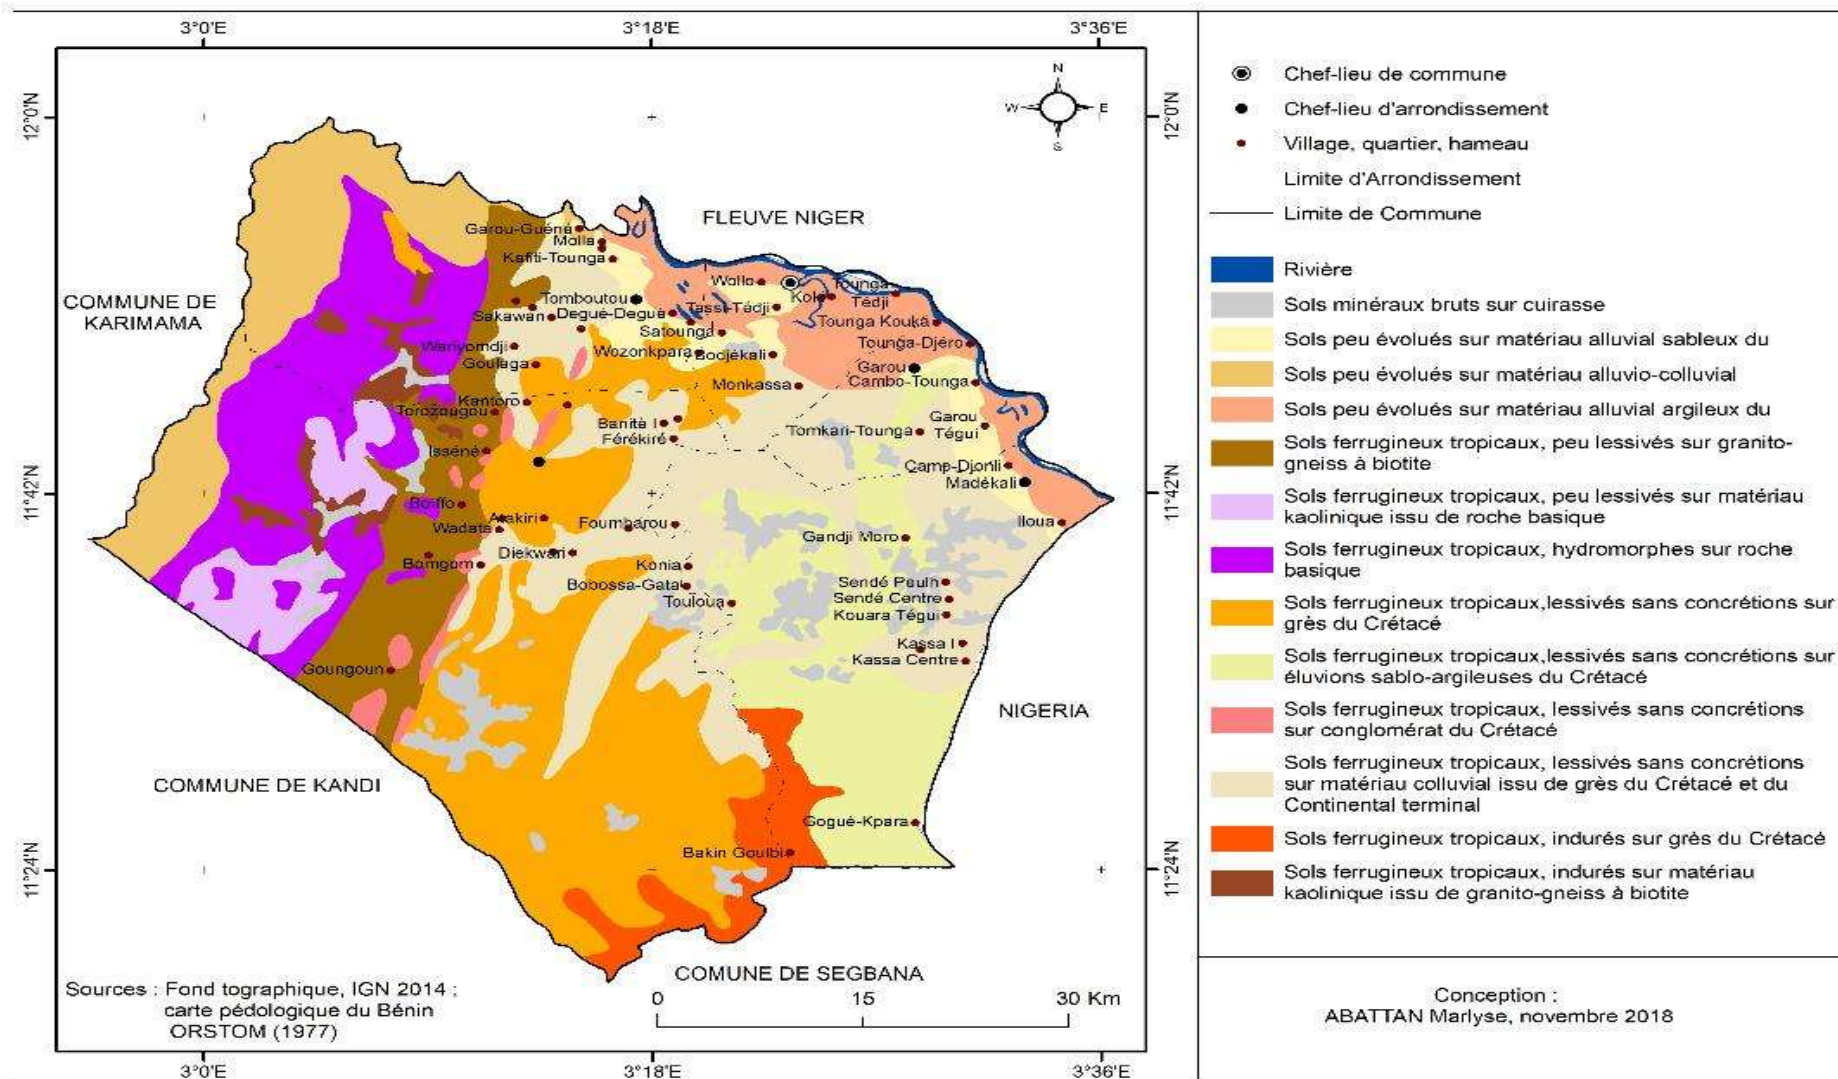 3°0'E
3°18'E
3°36'E
12°0'N
12°0'N
N
W
E
S
FLEUVE NIGER
COMMUNE DE
KARIMAMA
Garou-Guéna
Molla
Kafiti-Tounga
Tomboutou
Sakawan
Degué-Degué
Wollo
Tassi-Tédji
Koki
Tounga
Tédji
Satounga
Tounga Kouka
Wanyomdji
Wozonkpara
Bodjékali
Tounga-Djéro
Goulaga
Garou
Monkassa
Cambo-Tounga
Kantoro
Torozougou
Banità I
Férékiré
Garou
Tégui
Tomkari-Tounga
Isséné
Camp-Djonli
Madékali
11°42'N
11°42'N
Boiffo
Atakiri
Wadata
Foumbarou
Iloua
Gandji Moro
Diekwari
Bomgom
Konia
Bobossa-Gatal
Sendé Peulh
Touloua
Sendé Centre
Kouara Tégui
Kassa I
Kassa Centre
Goungoun
NIGERIA
COMMUNE DE KANDI
Gogué-Kpara
Bakin Goulbi
11°24'N
11°24'N
COMUNE DE SEGBANA
Sources : Fond tographique, IGN 2014 ;
carte pédologique du Bénin
ORSTOM (1977)
0 15 30 Km
3°0'E
3°18'E
3°36'E
Chef-lieu de commune
Chef-lieu d'arrondissement
Village, quartier, hameau
Limite d'Arrondissement
Limite de Commune
Rivière
Sols minéraux bruts sur cuirasse
Sols peu évolués sur matériau alluvial sableux du
Sols peu évolués sur matériau alluvio-colluvial
Sols peu évolués sur matériau alluvial argileux du
Sols ferrugineux tropicaux, peu lessivés sur granito-
gneiss à biotite
Sols ferrugineux tropicaux, peu lessivés sur matériau
kaolinique issu de roche basique
Sols ferrugineux tropicaux, hydromorphes sur roche
basique
Sols ferrugineux tropicaux,lessivés sans concrétions sur
grès du Crétacé
Sols ferrugineux tropicaux,lessivés sans concrétions sur
éluvions sablo-argileuses du Crétacé
Sols ferrugineux tropicaux, lessivés sans concrétions
sur conglomérat du Crétacé
Sols ferrugineux tropicaux, lessivés sans concrétions
sur matériau colluvial issu de grès du Crétacé et du
Continental terminal
Sols ferrugineux tropicaux, indurés sur grès du Crétacé
Sols ferrugineux tropicaux, indurés sur matériau
kaolinique issu de granito-gneiss à biotite
Conception :
ABATTAN Marlyse, novembre 2018